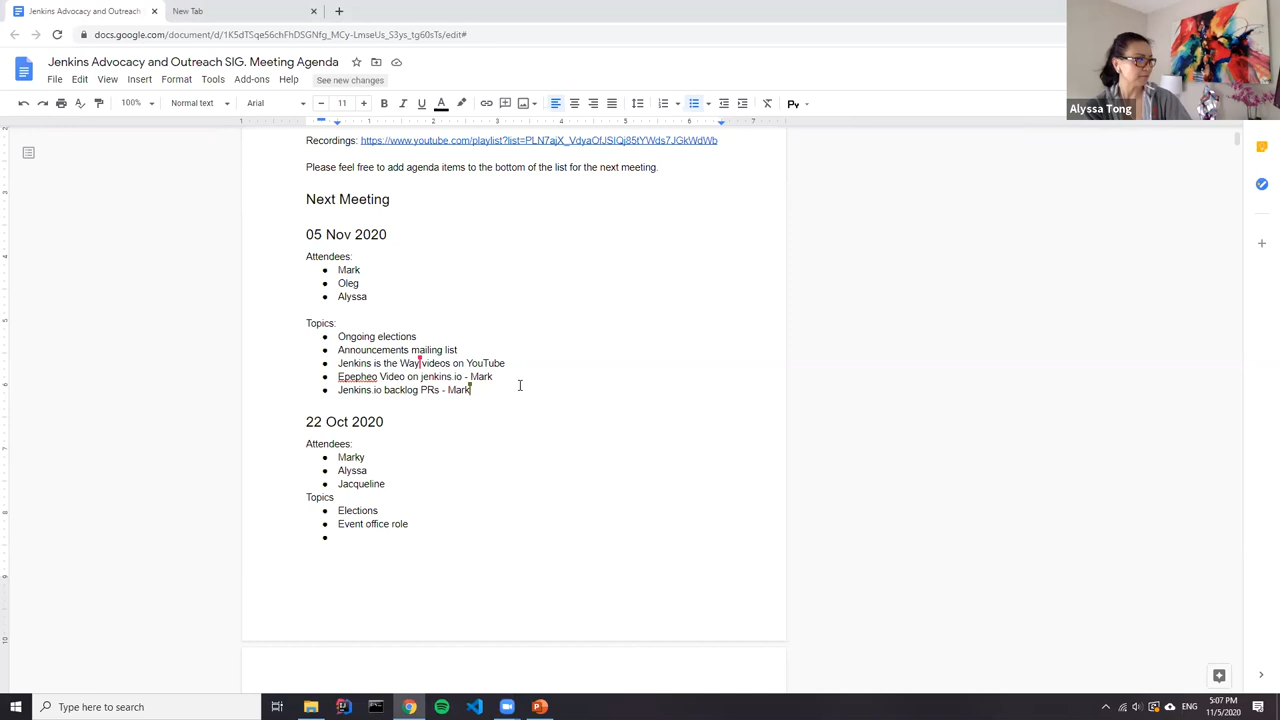 Jenkins Advocacy and Outreach
New Tab
docs.google.com/document/d/1K5dTSqe56chFhDSGNfg_MCy-LmseUs_S3ys_tg60sTs/edit#
Jenkins Advocacy and Outreach SIG. Meeting Agenda
File Edit View Insert Format Tools Add-ons Help See new changes
100% Normal text Arial 11
Alyssa Tong
Recordings: https://www.youtube.com/playlist?list=PLN7ajX_VdyaOfJSIQj85tYWds7JGkWdWb
Please feel free to add agenda items to the bottom of the list for the next meeting.
Next Meeting
05 Nov 2020
Attendees:
● Mark
● Oleg
● Alyssa
Topics:
● Ongoing elections
● Announcements mailing list
● Jenkins is the Way videos on YouTube
● Epepheo Video on jenkins.io - Mark
● Jenkins.io backlog PRs - Mark
22 Oct 2020
Attendees:
● Marky
● Alyssa
● Jacqueline
Topics
● Elections
● Event office role
●
Type here to search
ENG
5:07 PM
11/5/2020